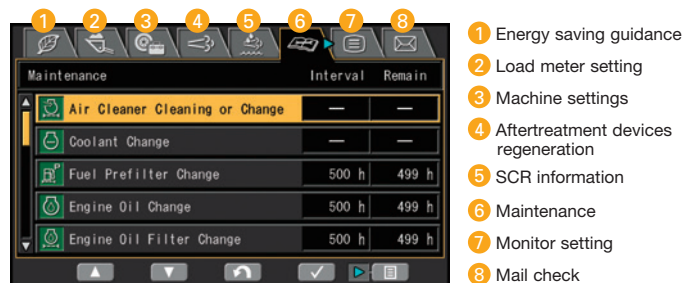 1 2 3 4 5 6 7 8
Maintenance Interval Remain
Air Cleaner Cleaning or Change — —
Coolant Change — —
P Fuel Prefilter Change 500 h 499 h
Engine Oil Change 500 h 499 h
Engine Oil Filter Change 500 h 499 h
1 Energy saving guidance
2 Load meter setting
3 Machine settings
4 Aftertreatment devices
regeneration
5 SCR information
6 Maintenance
7 Monitor setting
8 Mail check